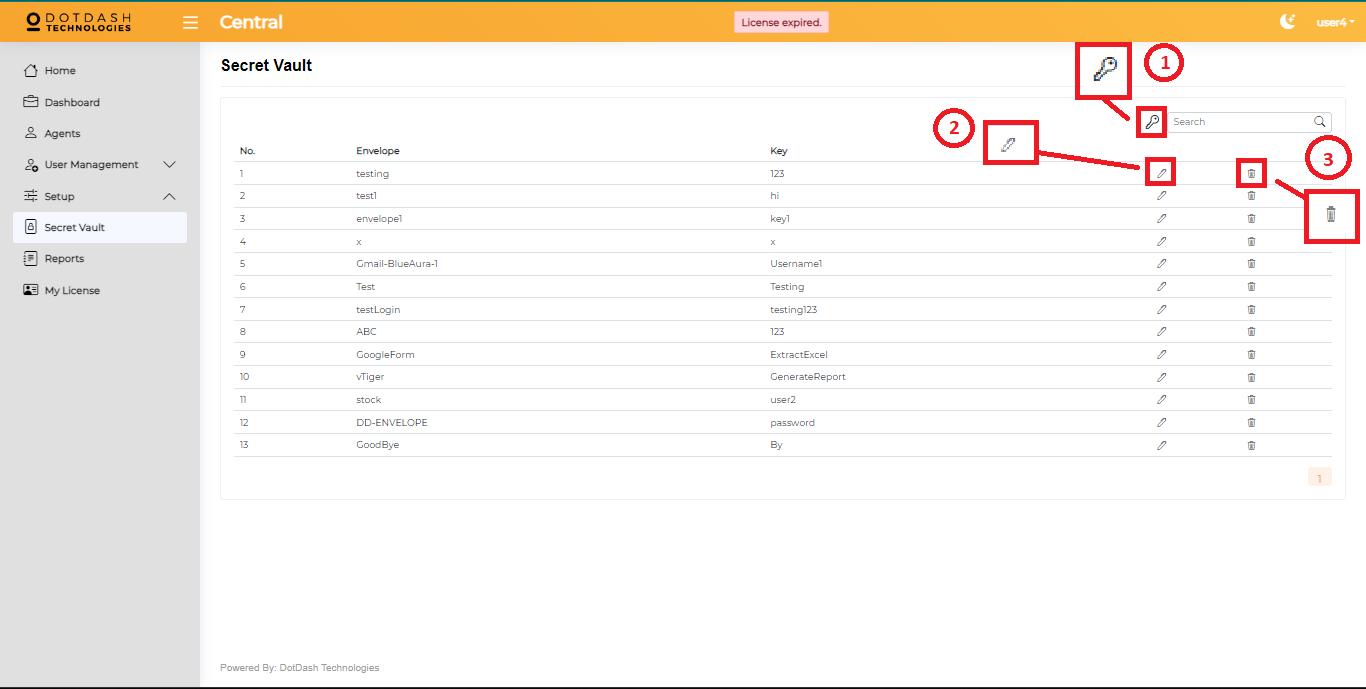 DOTDASH
TECHNOLOGIES
Central
License expired.
user4
Home
Dashboard
Agents
User Management
Setup
Secret Vault
Reports
My License
Secret Vault
1
2
3
Search
No. Envelope Key
1 testing 123
2 test1 hi
3 envelope1 key1
4 x x
5 Gmail-BlueAura-1 Username1
6 Test Testing
7 testLogin testing123
8 ABC 123
9 GoogleForm ExtractExcel
10 vTiger GenerateReport
11 stock user2
12 DD-ENVELOPE password
13 GoodBye By
1
Powered By: DotDash Technologies